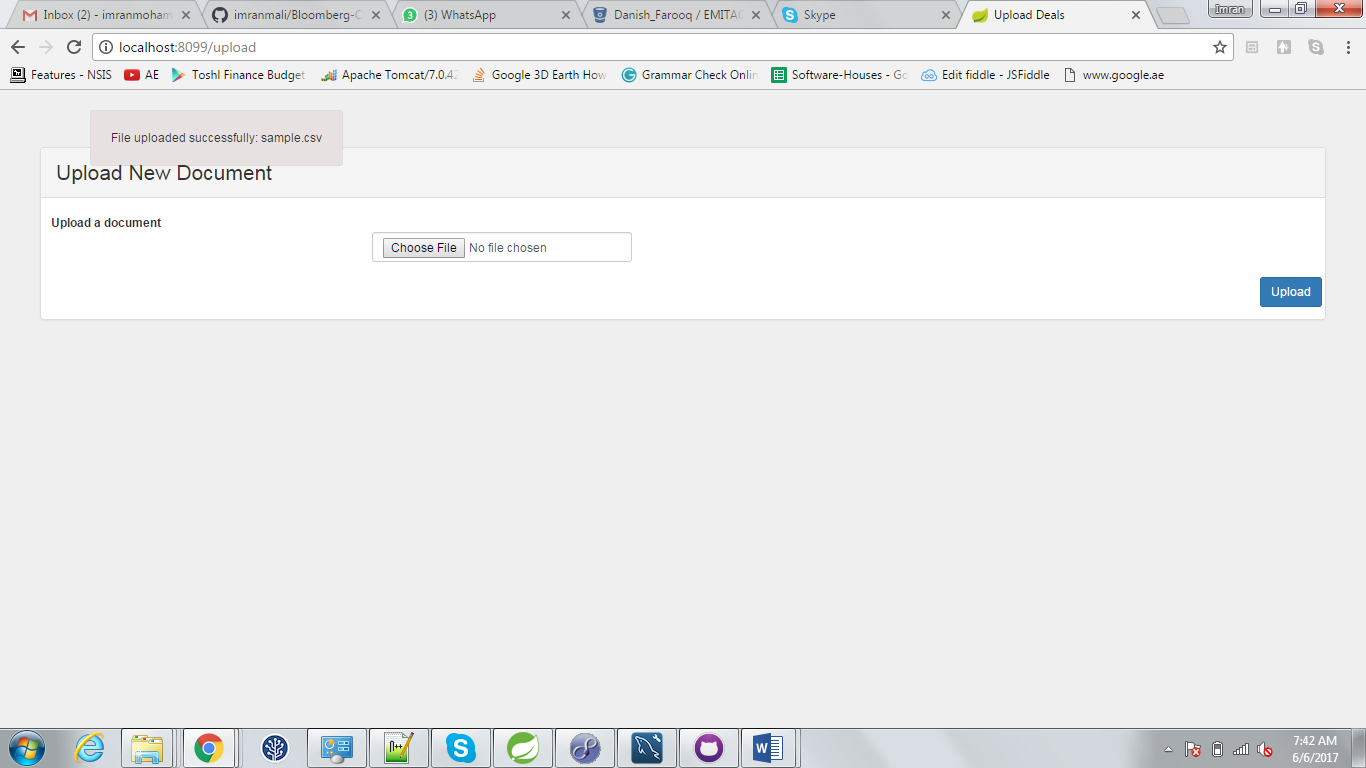 Inbox (2) - imranmoham
imranmali/Bloomberg-C
(3) WhatsApp
Danish_Farooq / EMITAC
Skype
Upload Deals
Imran
localhost:8099/upload
Features - NSIS
AE
Toshl Finance Budget
Apache Tomcat/7.0.42
Google 3D Earth How
Grammar Check Onlin
Software-Houses - Go
Edit fiddle - JSFiddle
www.google.ae
File uploaded successfully: sample.csv
Upload New Document
Upload a document
Choose File No file chosen
Upload
7:42 AM
6/6/2017